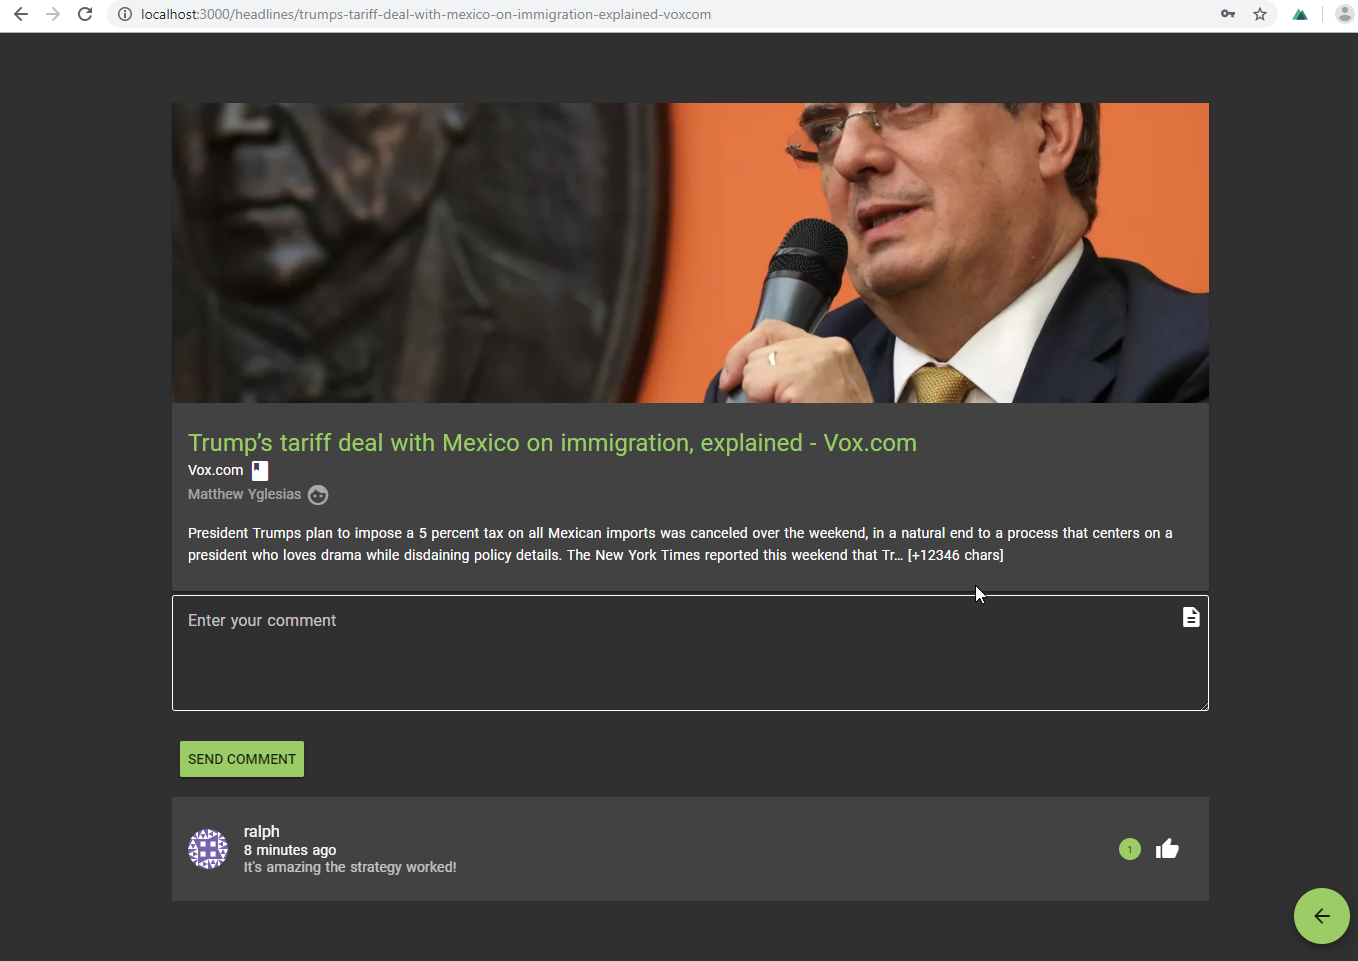 localhost:3000/headlines/trumps-tariff-deal-with-mexico-on-immigration-explained-voxcom
Trump’s tariff deal with Mexico on immigration, explained - Vox.com
Vox.com
Matthew Yglesias
President Trumps plan to impose a 5 percent tax on all Mexican imports was canceled over the weekend, in a natural end to a process that centers on a
president who loves drama while disdaining policy details. The New York Times reported this weekend that Tr… [+12346 chars]
Enter your comment
SEND COMMENT
ralph
8 minutes ago
It's amazing the strategy worked!
1